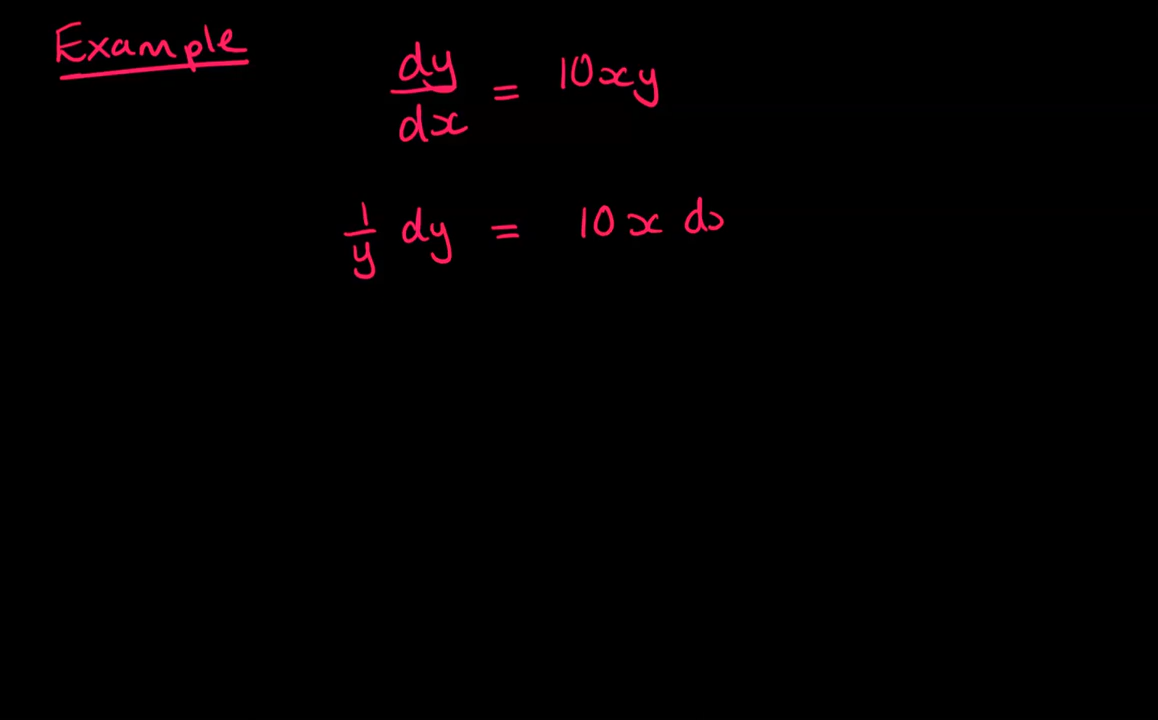 Example
dy/dx = 10xy
1/y dy = 10x d